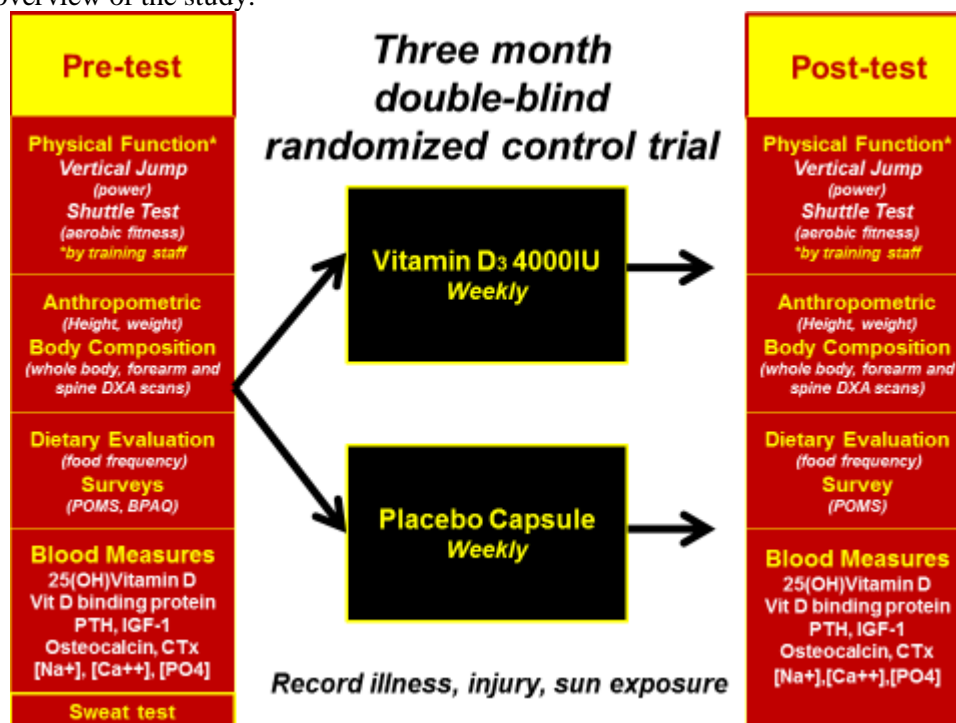 overview of the study.
Pre-test
Physical Function*
Vertical Jump
(power)
Shuttle Test
(aerobic fitness)
*by training staff
Anthropometric
(Height, weight)
Body Composition
(whole body, forearm and
spine DXA scans)
Dietary Evaluation
(food frequency)
Surveys
(POMS, BPAQ)
Blood Measures
25(OH)Vitamin D
Vit D binding protein
PTH, IGF-1
Osteocalcin, CTx
[Na+], [Ca++], [PO4]
Sweat test
Three month
double-blind
randomized control trial
Vitamin D3 4000IU
Weekly
Placebo Capsule
Weekly
Record illness, injury, sun exposure
Post-test
Physical Function*
Vertical Jump
(power)
Shuttle Test
(aerobic fitness)
*by training staff
Anthropometric
(Height, weight)
Body Composition
(whole body, forearm and
spine DXA scans)
Dietary Evaluation
(food frequency)
Survey
(POMS)
Blood Measures
25(OH)Vitamin D
Vit D binding protein
PTH, IGF-1
Osteocalcin, CTx
[Na+],[Ca++],[PO4]